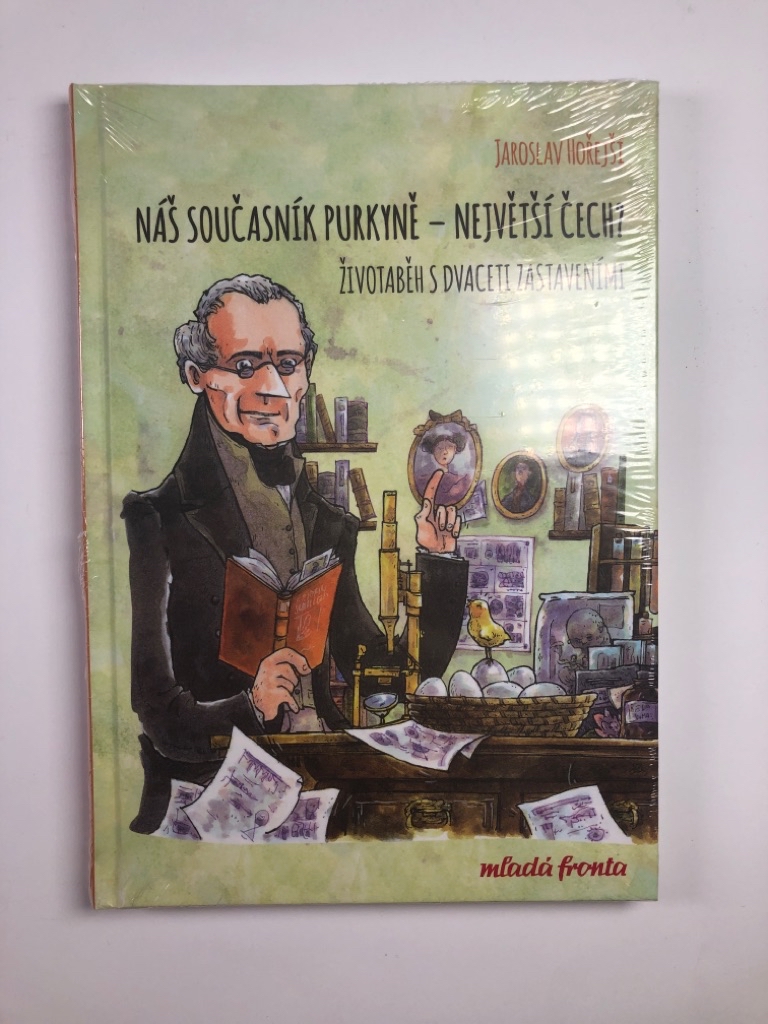 JAROSLAV HOŘEJŠÍ
NÁŠ SOUČASNÍK PURKYNĚ – NEJVĚTŠÍ ČECH?
ŽIVOTABĚH S DVACETI ZASTAVENÍMI
mladá fronta